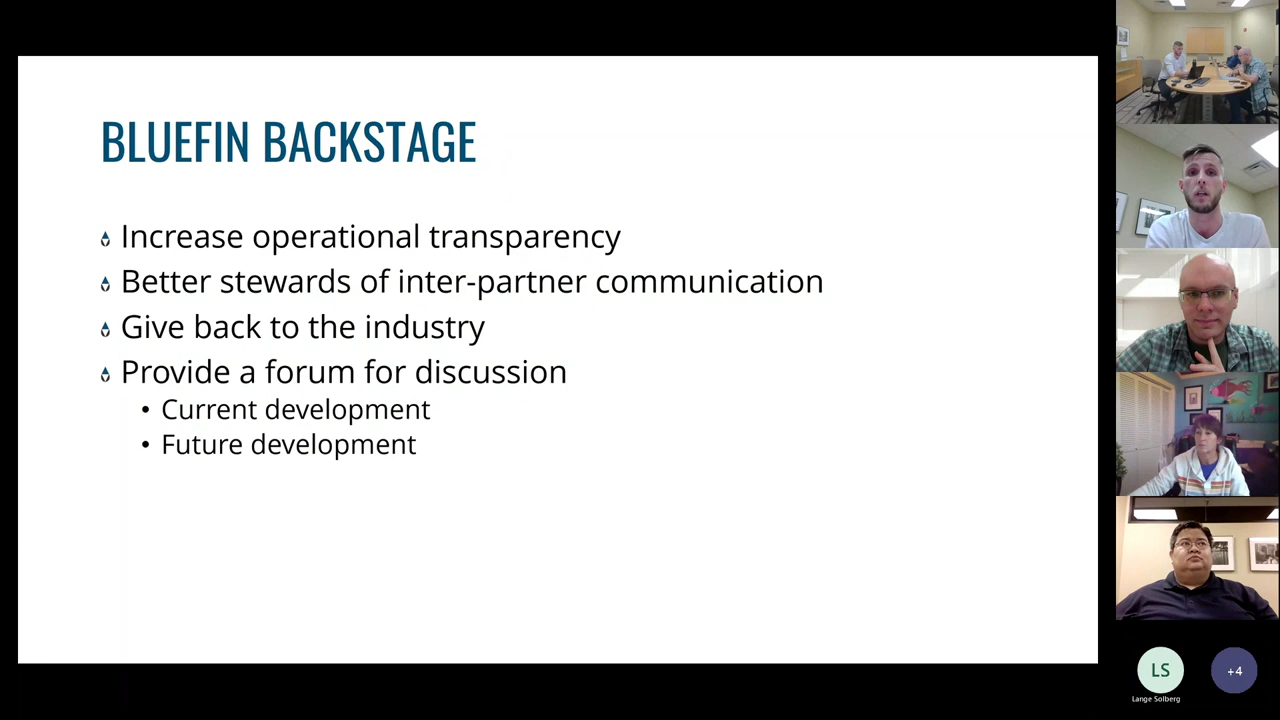 BLUEFIN BACKSTAGE
Increase operational transparency
Better stewards of inter-partner communication
Give back to the industry
Provide a forum for discussion
Current development
Future development
LS
+4
Lange Solberg